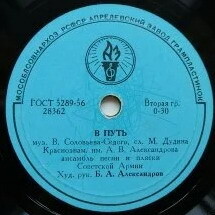 МОСОБЛСОВНАРХОЗ РСФСР АПРЕЛЕВСКИЙ ЗАВОД ГРАМПЛАСТИНОК
ГОСТ 5289-56
28362
Вторая гр.
0-30
В ПУТЬ
муз. В. Соловьева-Седого, сл. М. Дудина
Краснознам. им. А. В. Александрова
ансамбль песни и пляски
Советской Армии
Худ. рук. Б. А. Александров